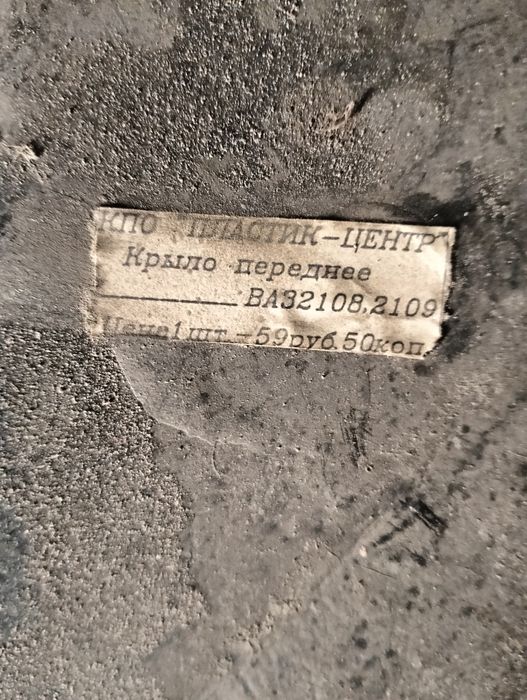 КПО "ПЛАСТИК-ЦЕНТР"
Крыло переднее
ВАЗ2108,2109
Цена1шт.-59руб.50коп.